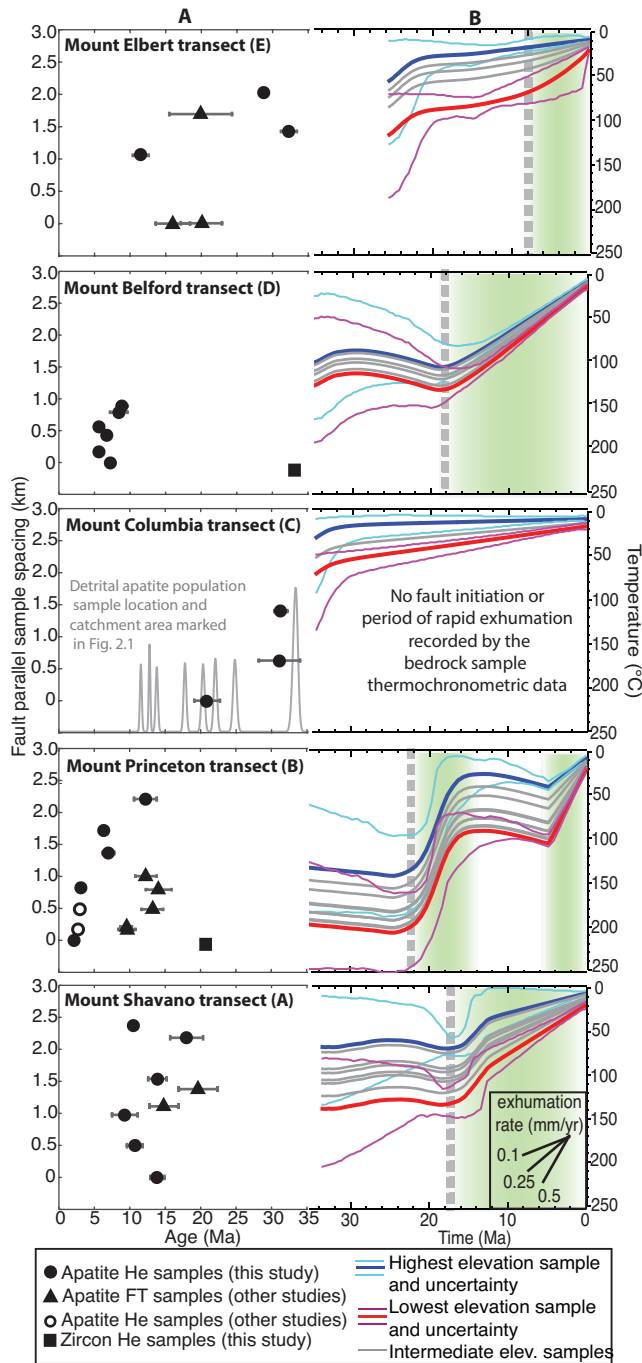 A
B
Mount Elbert transect (E)
3.0
2.5
2.0
1.5
1.0
0.5
0
0
50
100
150
200
250
30
20
10
0
Mount Belford transect (D)
3.0
2.5
2.0
1.5
1.0
0.5
0
0
50
100
150
200
250
Mount Columbia transect (C)
3.0
2.5
2.0
1.5
1.0
0.5
0
Detrital apatite population
sample location and
catchment area marked
in Fig. 2.1
No fault initiation or
period of rapid exhumation
recorded by the
bedrock sample
thermochronometric data
0
50
100
150
200
250
Fault parallel sample spacing (km)
Temperature (°C)
Mount Princeton transect (B)
3.0
2.5
2.0
1.5
1.0
0.5
0
0
50
100
150
200
250
Mount Shavano transect (A)
3.0
2.5
2.0
1.5
1.0
0.5
0
0
50
100
150
200
250
exhumation
rate (mm/yr)
0.1
0.25
0.5
0 5 10 15 20 25 30 35
Age (Ma)
30 20 10 0
Time (Ma)
Apatite He samples (this study)
Apatite FT samples (other studies)
Apatite He samples (other studies)
Zircon He samples (this study)
Highest elevation sample
and uncertainty
Lowest elevation sample
and uncertainty
Intermediate elev. samples